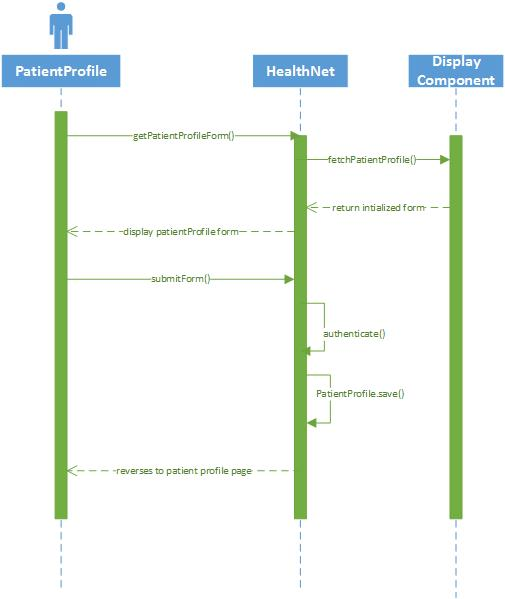 PatientProfile
HealthNet
Display
Component
getPatientProfileForm()
fetchPatientProfile()
return intialized form
display patientProfile form
submitForm()
authenticate()
PatientProfile.save()
reverses to patient profile page